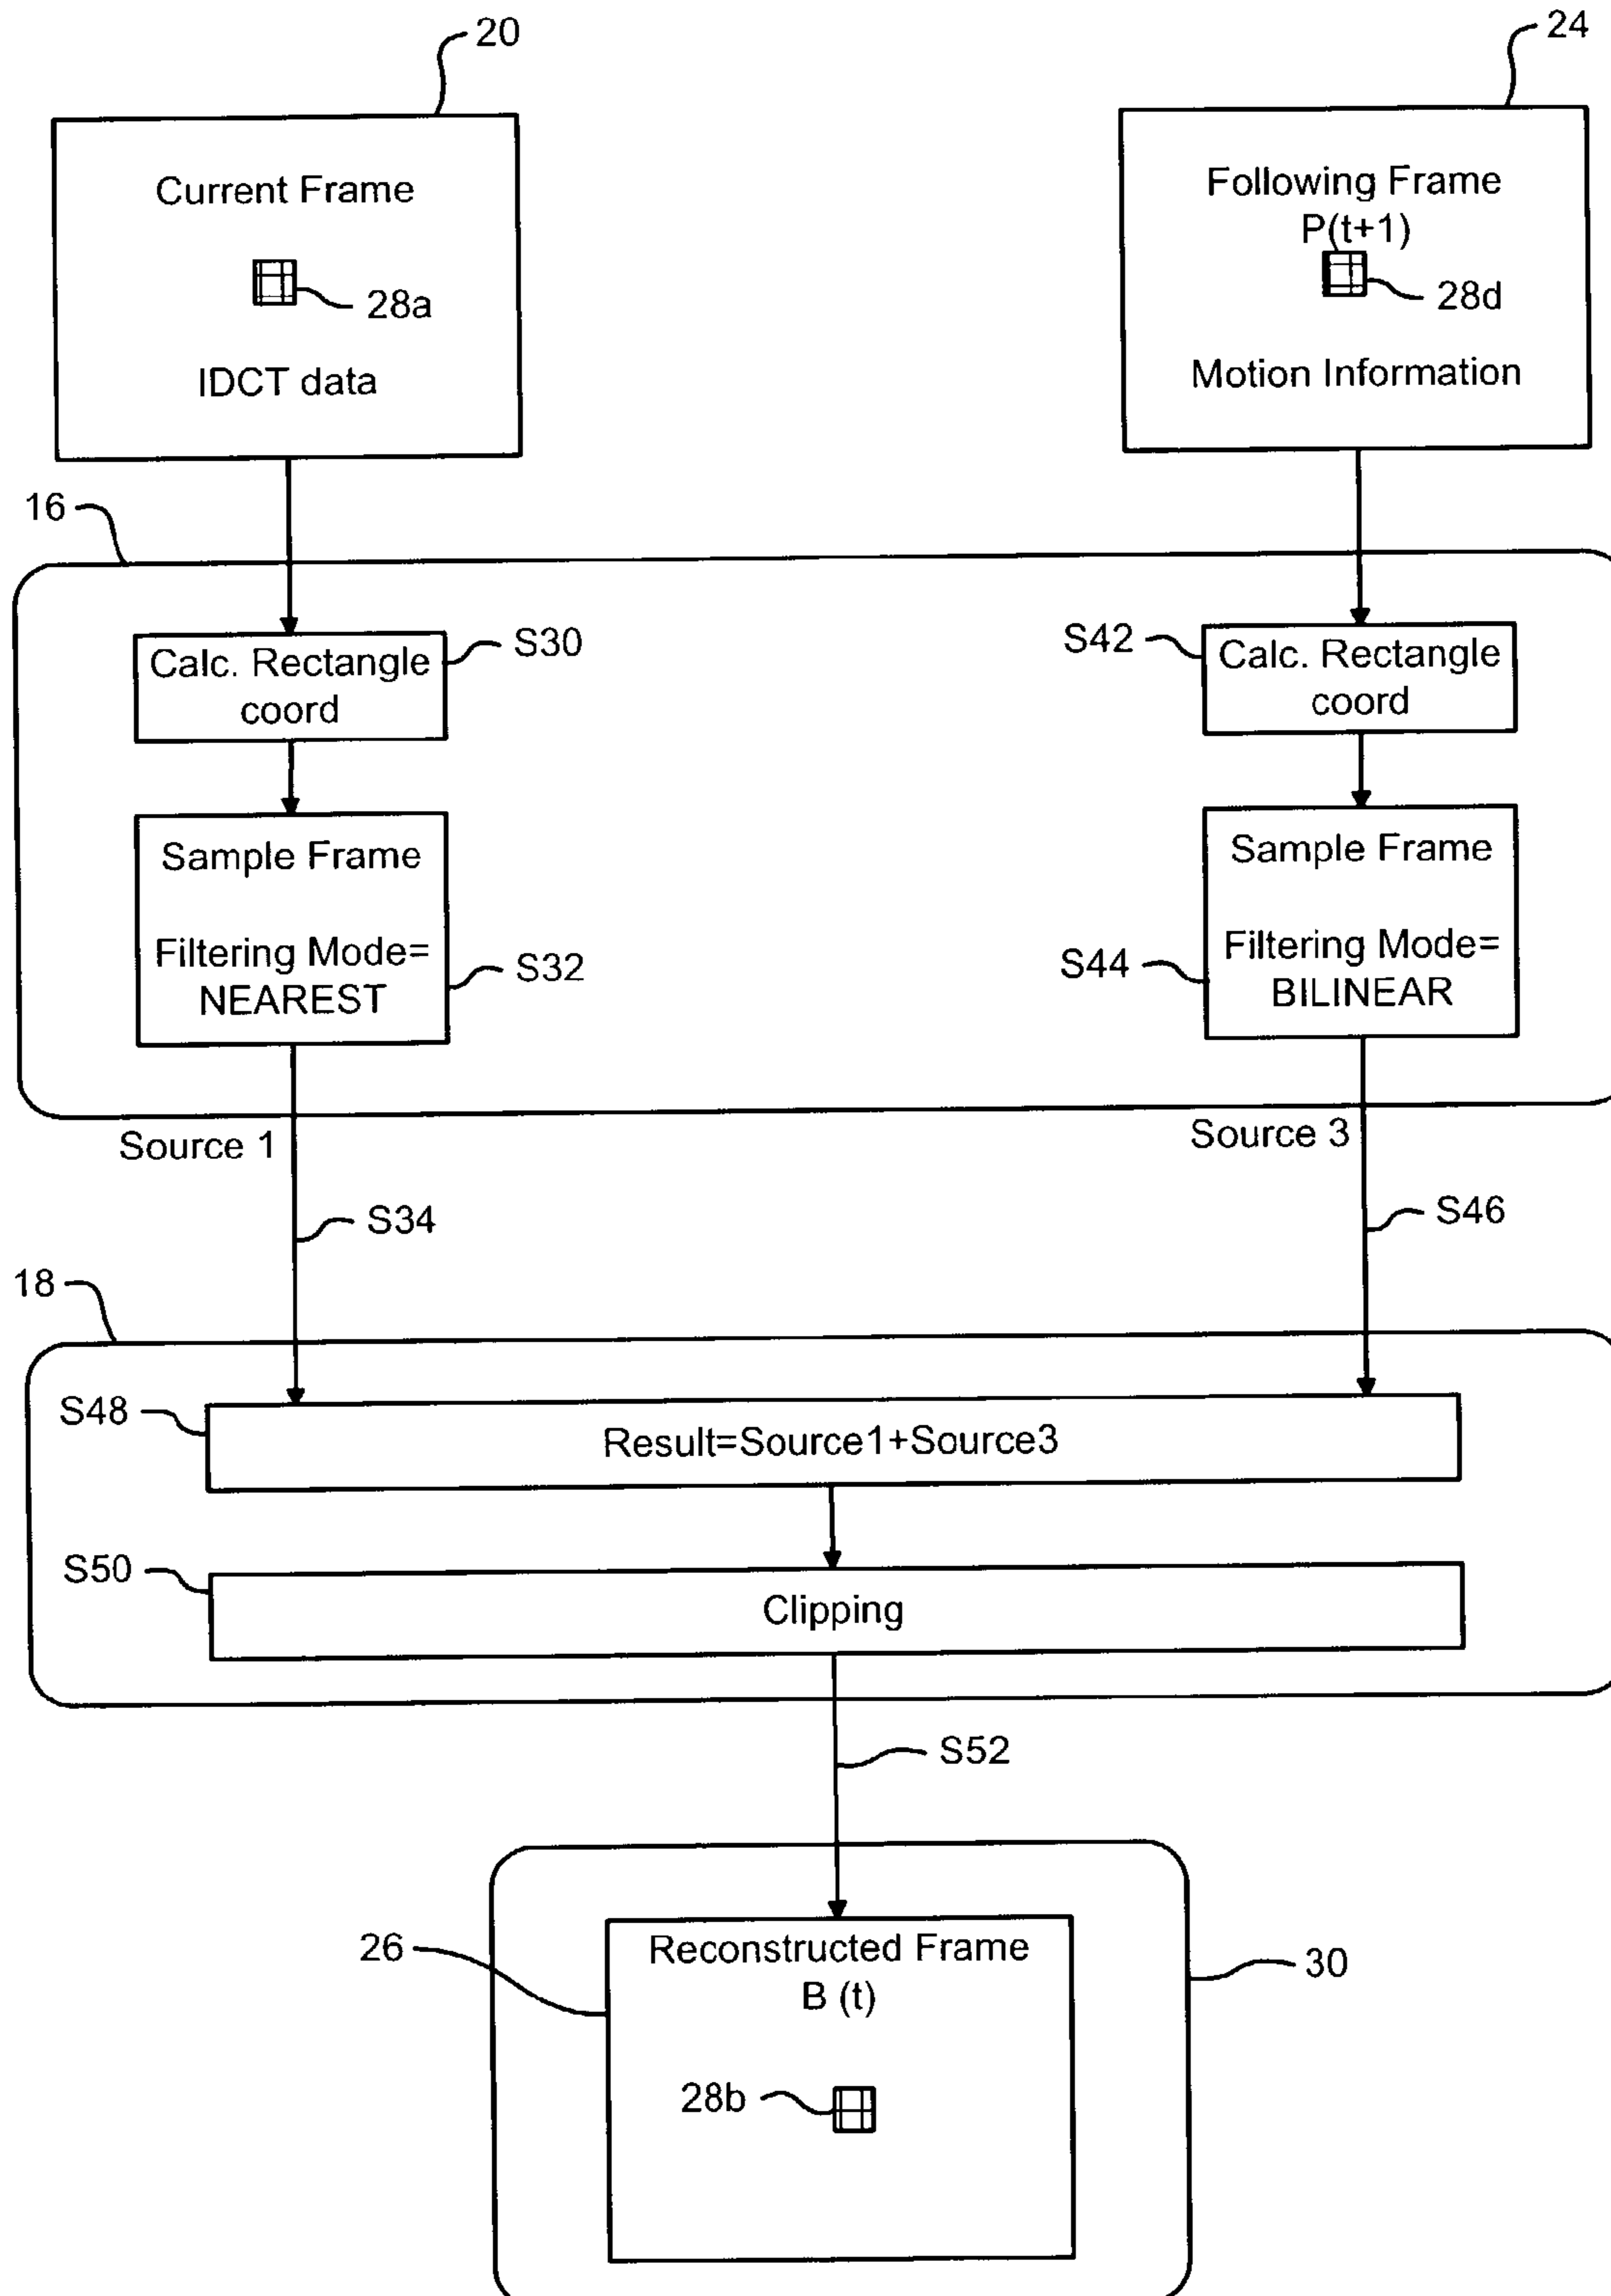 20
24
Current Frame
28a
IDCT data
Following Frame
P(t+1)
28d
Motion Information
16
Calc. Rectangle
coord
S30
S42
Calc. Rectangle
coord
Sample Frame
Filtering Mode=
NEAREST
S32
Sample Frame
S44
Filtering Mode=
BILINEAR
Source 1
Source 3
S34
S46
18
S48
Result=Source1+Source3
S50
Clipping
S52
26
Reconstructed Frame
B (t)
30
28b